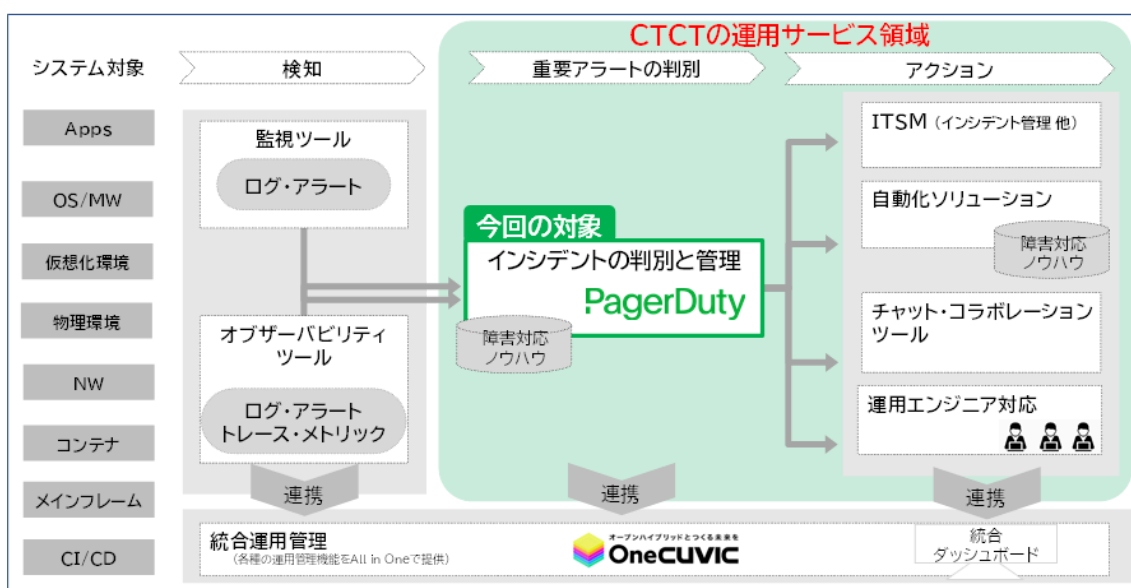 CTCTの運用サービス領域
システム対象
検知
重要アラートの判別
アクション
Apps
OS/MW
仮想化環境
物理環境
NW
コンテナ
メインフレーム
CI/CD
監視ツール
ログ・アラート
オブザーバビリティ
ツール
ログ・アラート
トレース・メトリック
今回の対象
インシデントの判別と管理
PagerDuty
障害対応
ノウハウ
ITSM（インシデント管理 他）
自動化ソリューション
障害対応
ノウハウ
チャット・コラボレーション
ツール
運用エンジニア対応
連携
連携
連携
統合運用管理
（各種の運用管理機能をAll in Oneで提供）
オープンハイブリッドとつくる未来を
OneCUVIC
統合
ダッシュボード